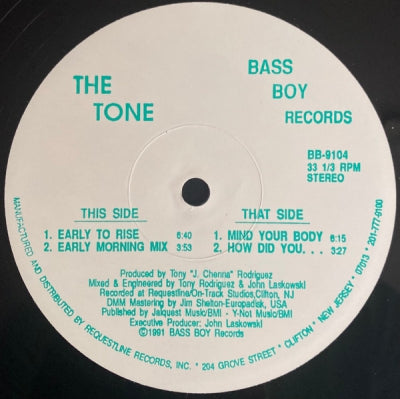 THE
TONE
BASS
BOY
RECORDS
BB-9104
33 1/3 RPM
STEREO
THIS SIDE
1. EARLY TO RISE 6:40
2. EARLY MORNING MIX 3:53
THAT SIDE
1. MIND YOUR BODY 6:15
2. HOW DID YOU. . . 3:27
Produced by Tony "J. Chenna" Rodriguez
Mixed & Engineered by Tony Rodriguez & John Laskowski
Recorded at Requestline/On-Track Studios,Clifton, NJ
DMM Mastering by Jim Shelton-Europadisk, USA
Published by Jalquest Music/BMI - Y-Not Music/BMI
Executive Producer: John Laskowski
©1991 BASS BOY Records
MANUFACTURED AND DISTRIBUTED BY REQUESTLINE RECORDS, INC. * 204 GROVE STREET * CLIFTON * NEW JERSEY * 07013 * 201-777-0100